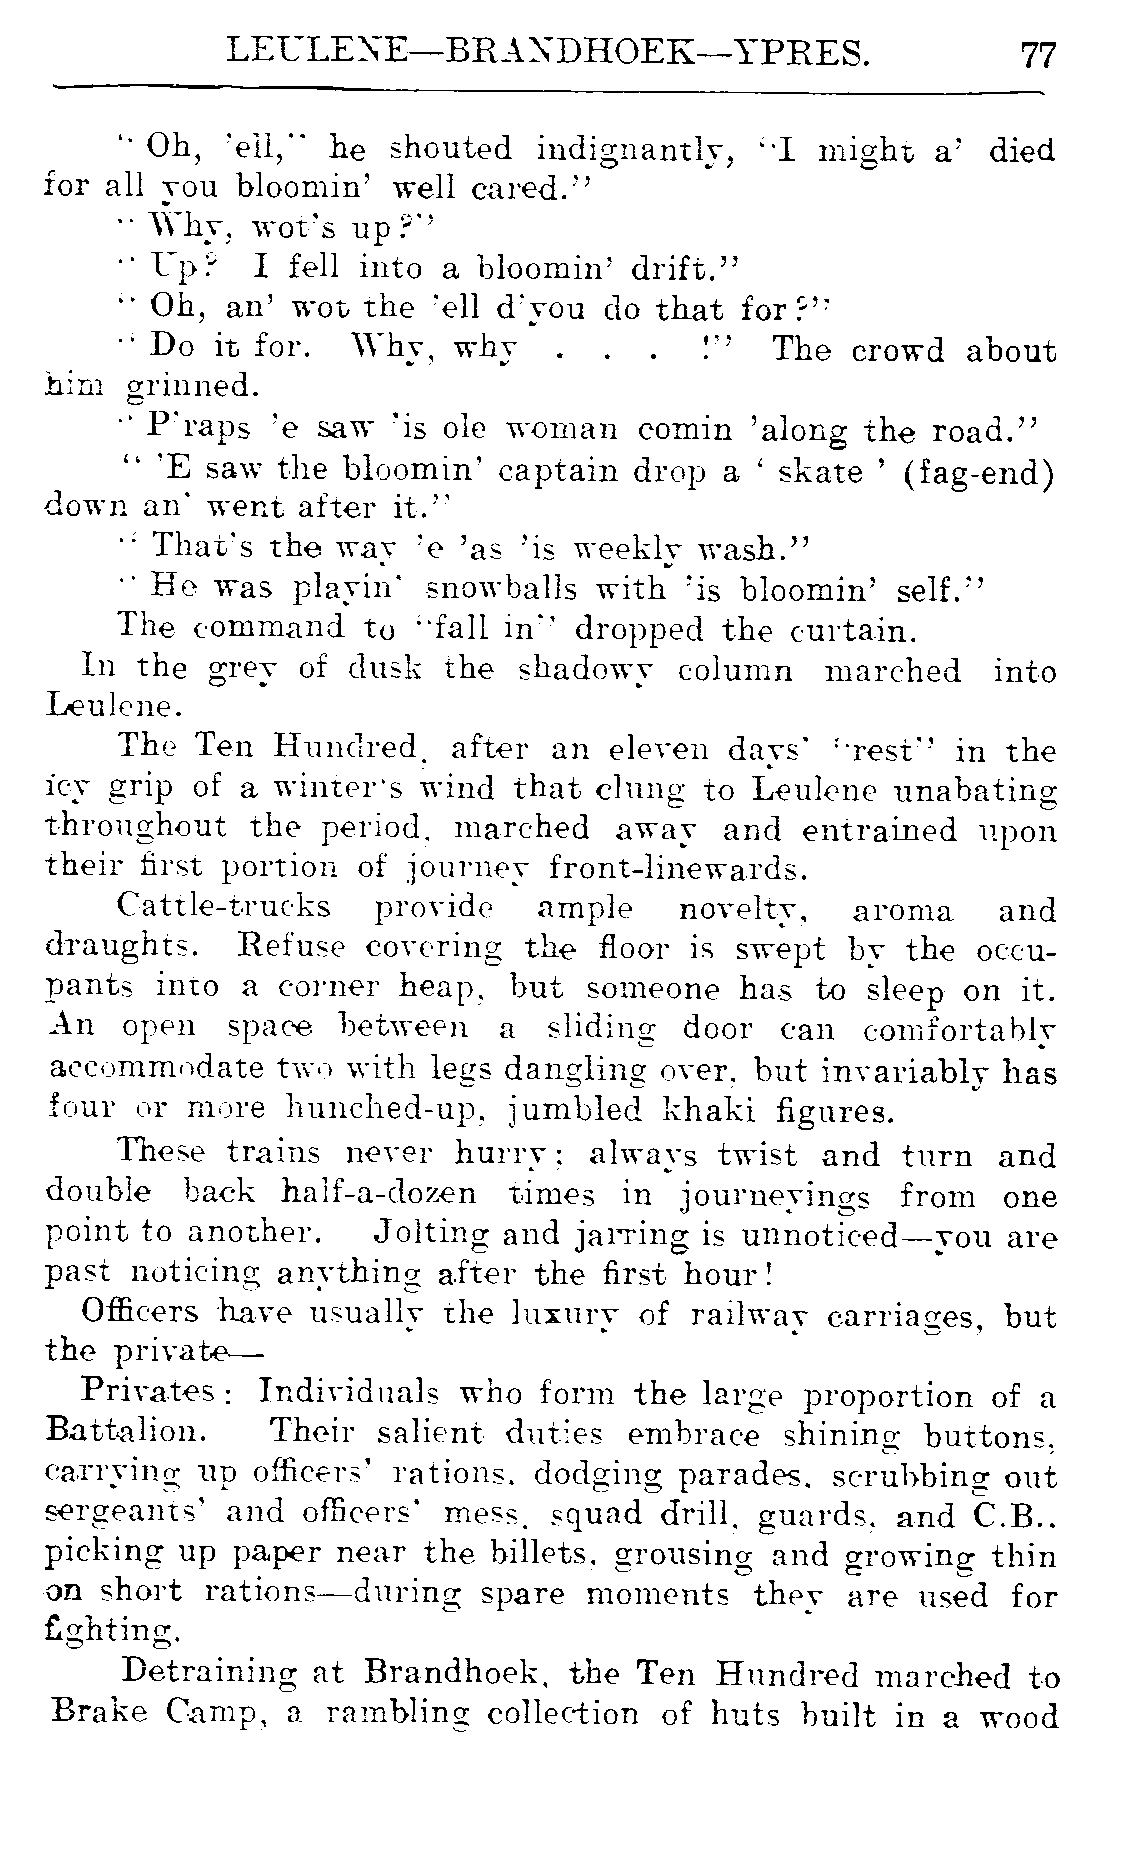 LEULENE—BRANDHOEK—YPRES. 77
" Oh, 'ell," he shouted indignantly, "I might a' died
for all you bloomin' well cared."
" Why, wot's up?"
" Up? I fell into a bloomin' drift."
" Oh, an' wot the 'ell d'you do that for?"
" Do it for. Why, why . . . !" The crowd about
him grinned.
" P'raps 'e saw 'is ole woman comin 'along the road."
" 'E saw the bloomin' captain drop a ' skate ' (fag-end)
down an' went after it."
" That's the way 'e 'as 'is weekly wash."
" He was playin' snowballs with 'is bloomin' self."
The command to "fall in" dropped the curtain.
In the grey of dusk the shadowy column marched into
Leulene.
The Ten Hundred, after an eleven days' "rest" in the
icy grip of a winter's wind that clung to Leulene unabating
throughout the period, marched away and entrained upon
their first portion of journey front-linewards.
Cattle-trucks provide ample novelty, aroma and
draughts. Refuse covering the floor is swept by the occu-
pants into a corner heap, but someone has to sleep on it.
An open space between a sliding door can comfortably
accommodate two with legs dangling over, but invariably has
four or more hunched-up, jumbled khaki figures.
These trains never hurry; always twist and turn and
double back half-a-dozen times in journeyings from one
point to another. Jolting and jarring is unnoticed—you are
past noticing anything after the first hour!
Officers have usually the luxury of railway carriages, but
the private—
Privates: Individuals who form the large proportion of a
Battalion. Their salient duties embrace shining buttons,
carrying up officers' rations, dodging parades, scrubbing out
sergeants' and officers' mess, squad drill, guards, and C.B.,
picking up paper near the billets, grousing and growing thin
on short rations—during spare moments they are used for
fighting.
Detraining at Brandhoek, the Ten Hundred marched to
Brake Camp, a rambling collection of huts built in a wood